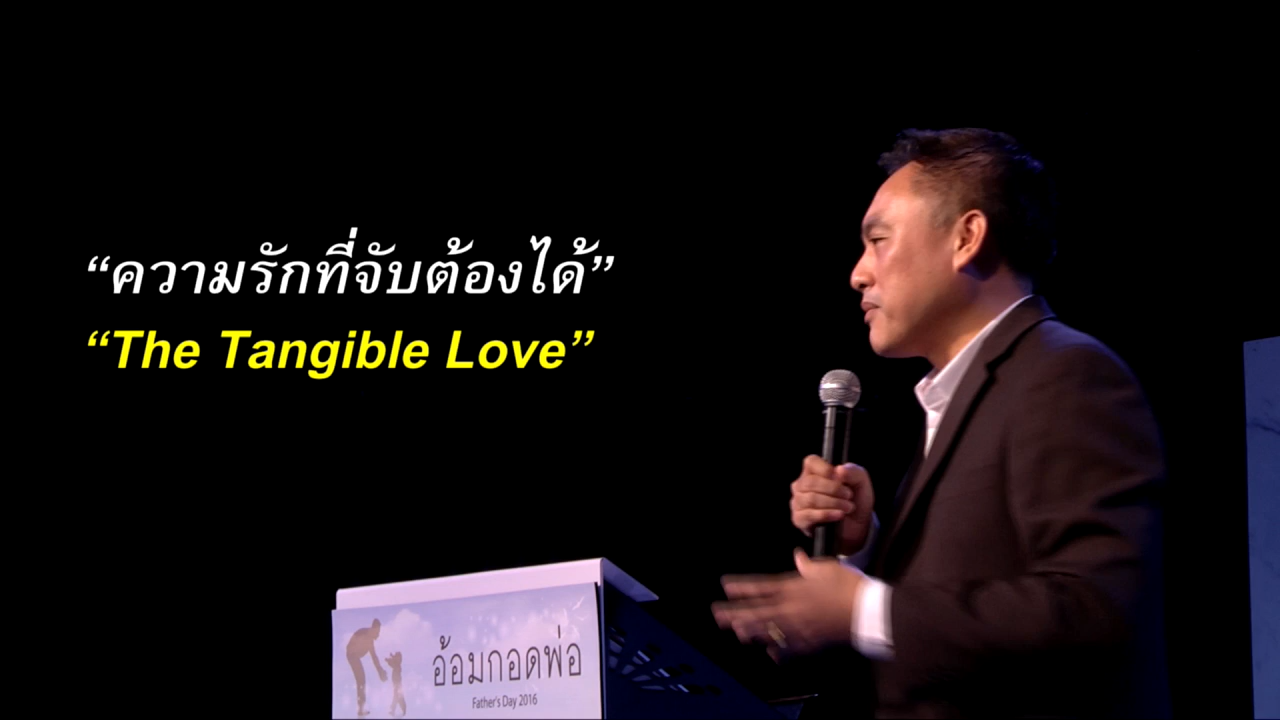 “ความรักที่จับต้องได้”
“The Tangible Love”
อ้อมกอดพ่อ
Father's Day 2016